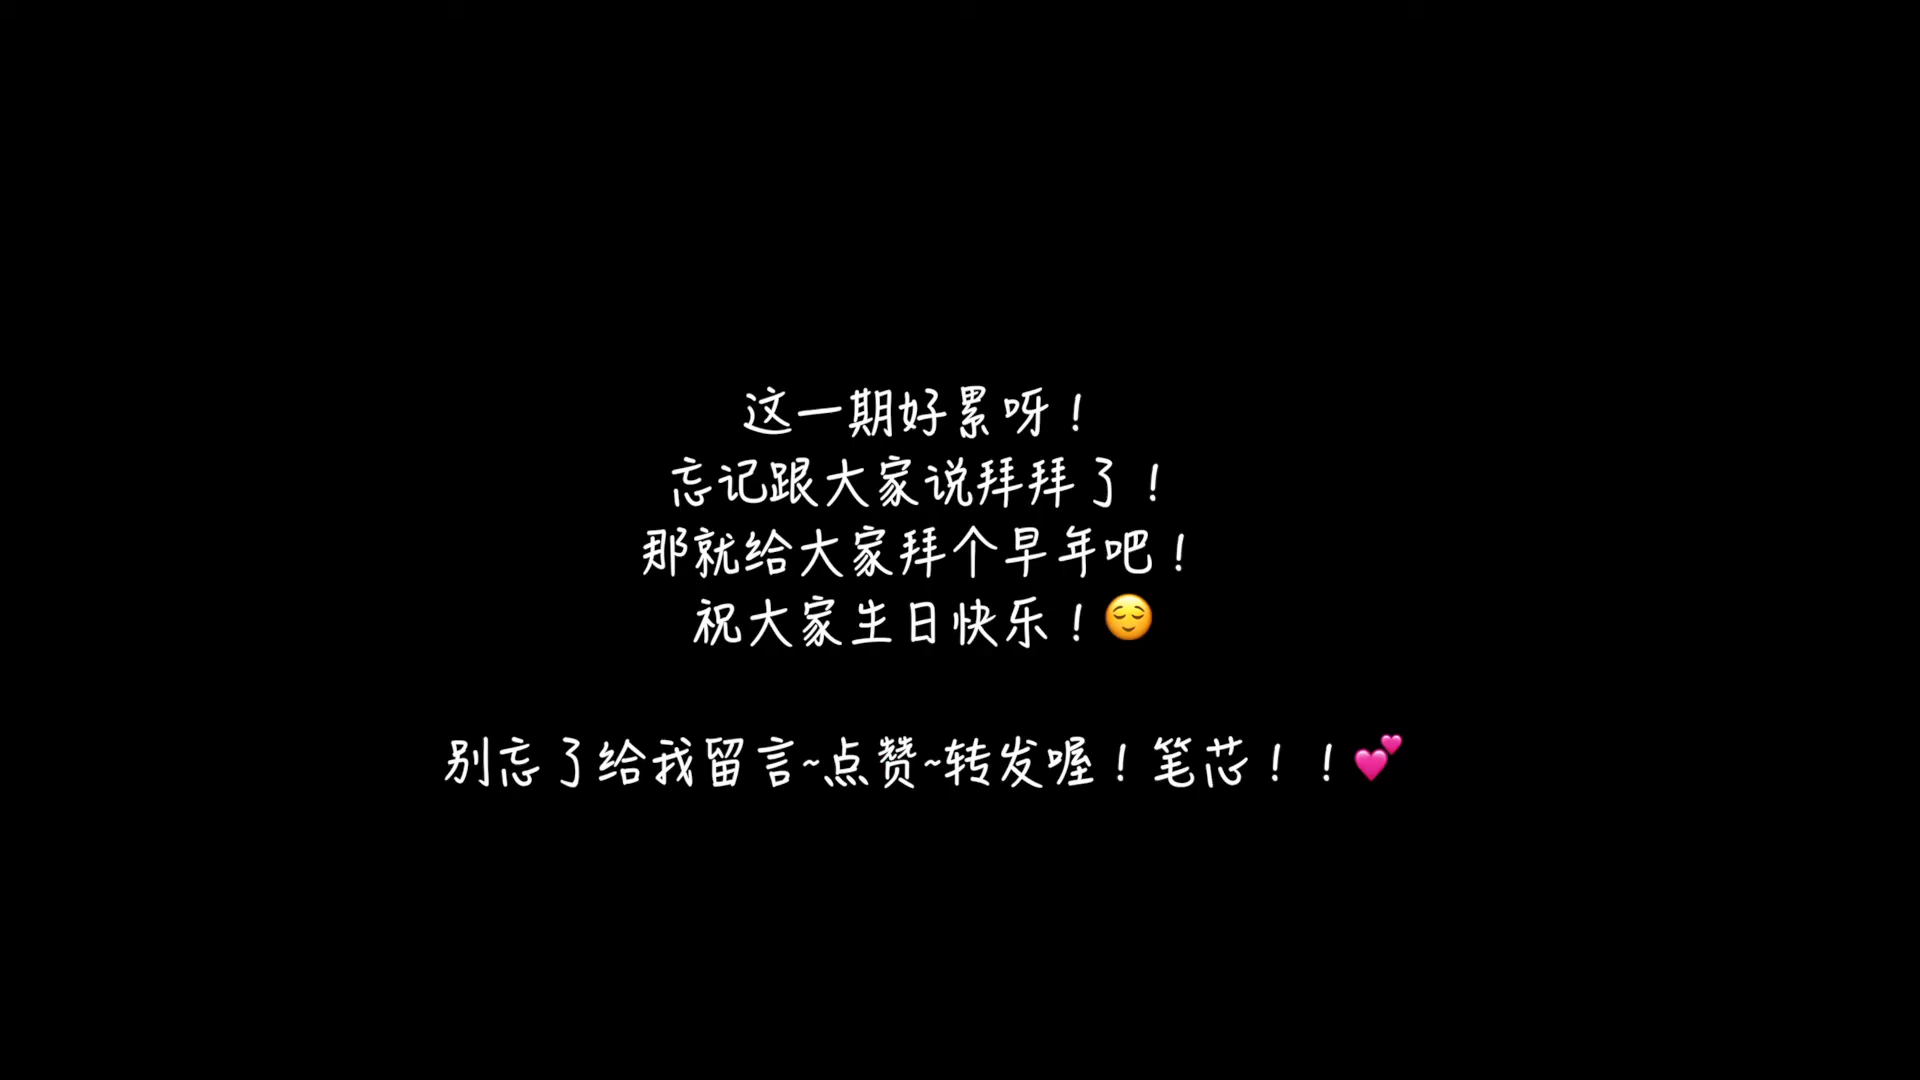 这一期好累呀！
忘记跟大家说拜拜了！
那就给大家拜个早年吧！
祝大家生日快乐！😌
别忘了给我留言~点赞~转发喔！笔芯！！💕